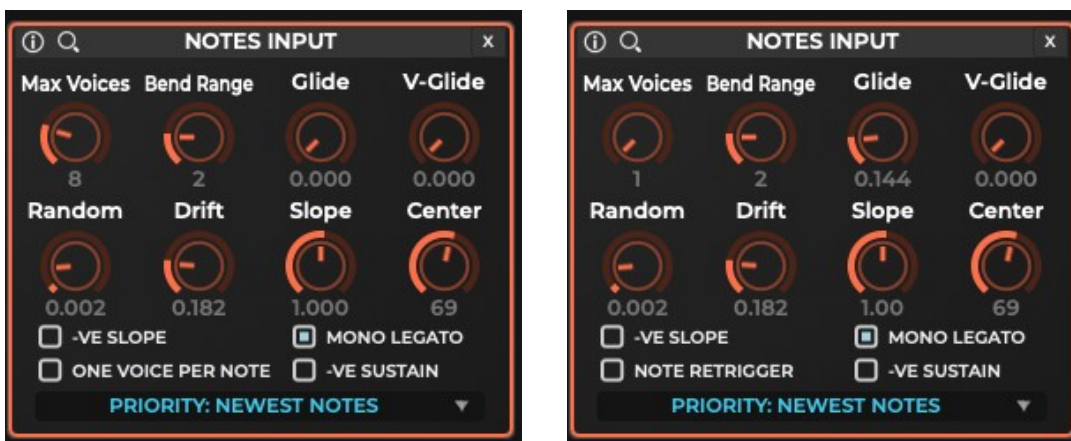 NOTES INPUT x
Max Voices Bend Range Glide V-Glide
8 2 0.000 0.000
Random Drift Slope Center
0.002 0.182 1.000 69
-VE SLOPE MONO LEGATO
ONE VOICE PER NOTE -VE SUSTAIN
PRIORITY: NEWEST NOTES
NOTES INPUT x
Max Voices Bend Range Glide V-Glide
1 2 0.144 0.000
Random Drift Slope Center
0.002 0.182 1.00 69
-VE SLOPE MONO LEGATO
NOTE RETRIGGER -VE SUSTAIN
PRIORITY: NEWEST NOTES